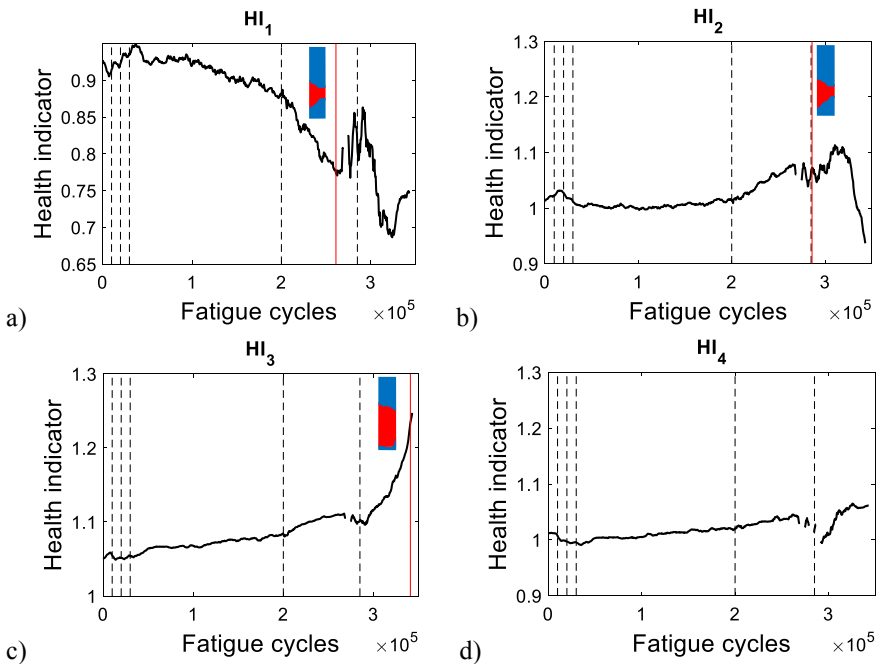 HI1
Health indicator
0.9
0.85
0.8
0.75
0.7
0.65
0 1 2 3
Fatigue cycles ×10^5
a)
HI2
Health indicator
1.3
1.2
1.1
1
0.9
0 1 2 3
Fatigue cycles ×10^5
b)
HI3
Health indicator
1.3
1.2
1.1
1
0 1 2 3
Fatigue cycles ×10^5
c)
HI4
Health indicator
1.3
1.2
1.1
1
0.9
0 1 2 3
Fatigue cycles ×10^5
d)